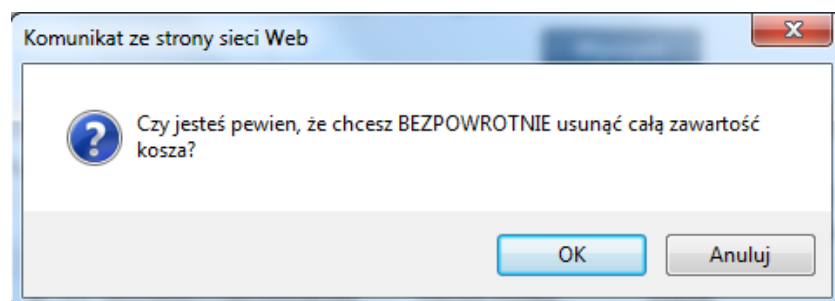 Komunikat ze strony sieci Web
Czy jesteś pewien, że chcesz BEZPOWROTNIE usunąć całą zawartość
kosza?
OK
Anuluj